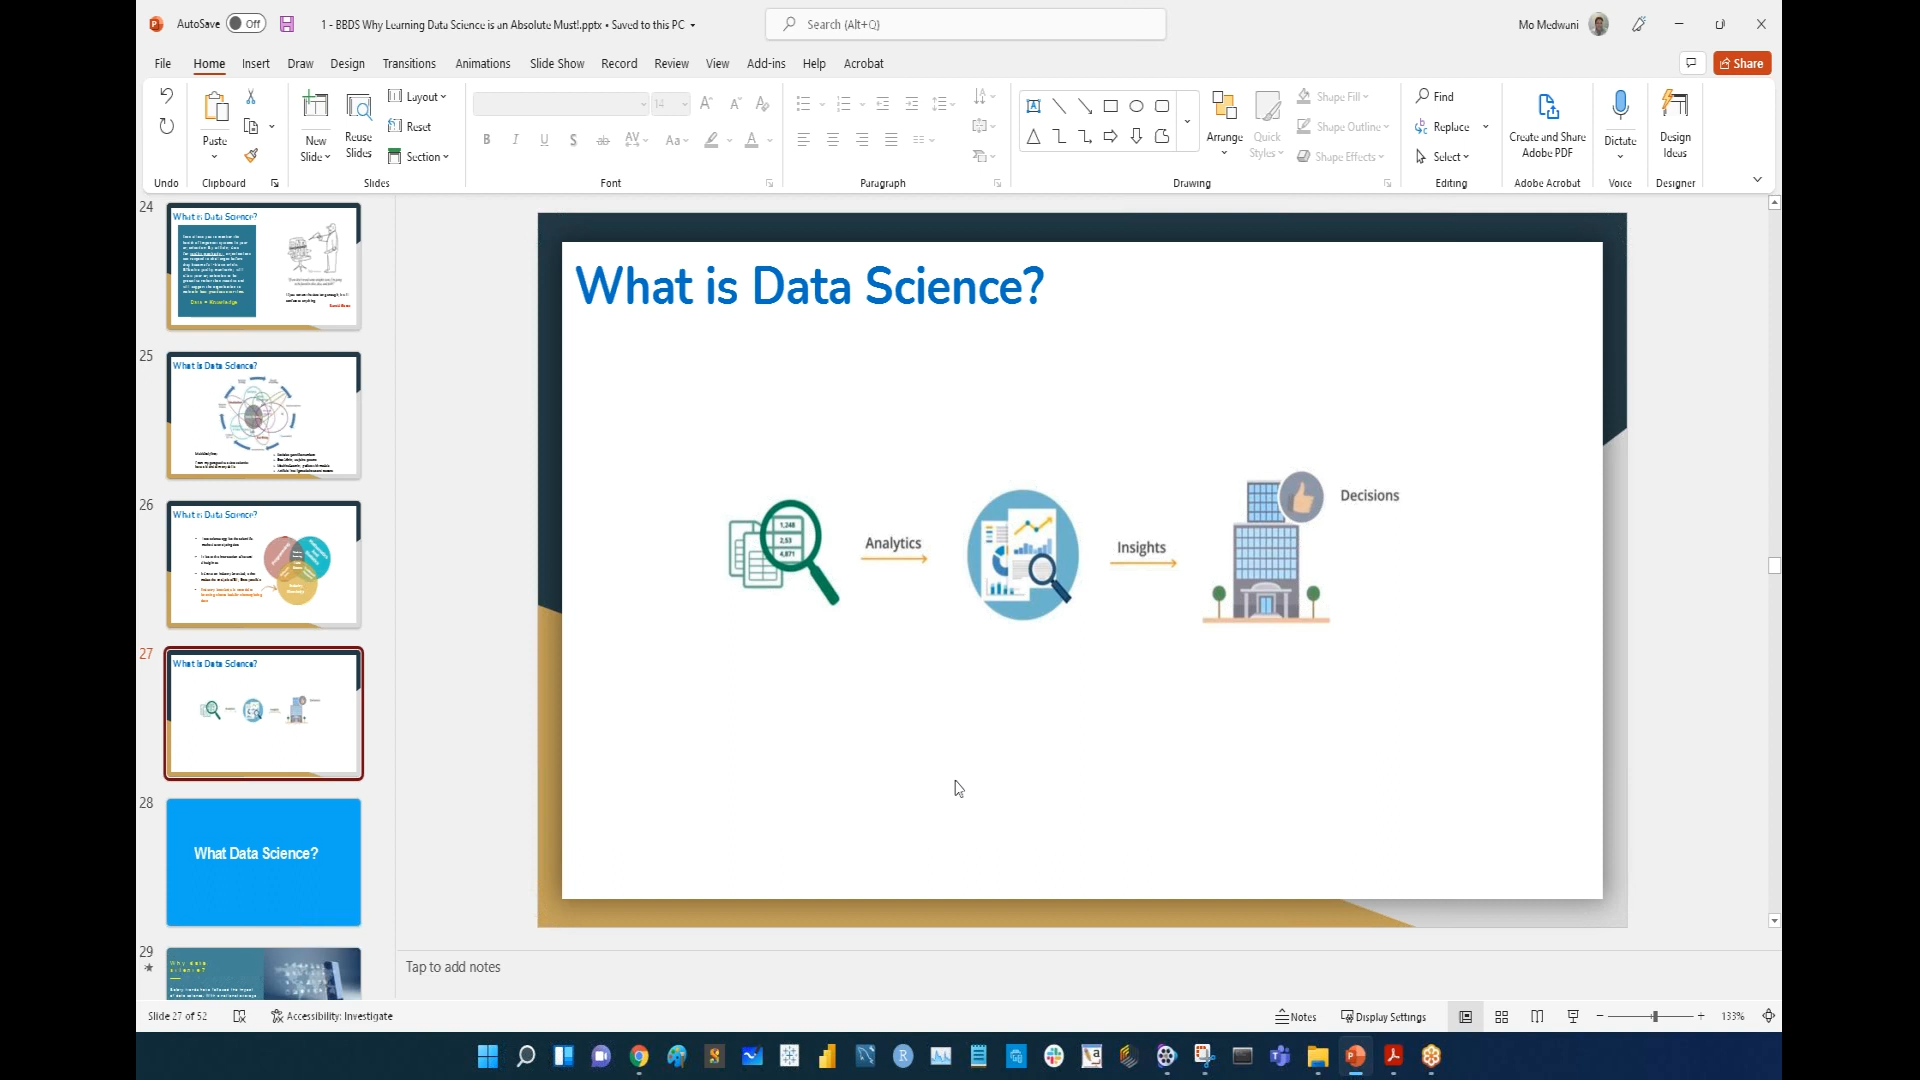 AutoSave Off
1 - BBDS Why Learning Data Science is an Absolute Must!.pptx • Saved to this PC
Search (Alt+Q)
Mo Medwani
File Home Insert Draw Design Transitions Animations Slide Show Record Review View Add-ins Help Acrobat
Share
Paste
New Slide
Reuse Slides
Layout
Reset
Section
14
Arrange
Quick Styles
Shape Fill
Shape Outline
Shape Effects
Find
Replace
Select
Create and Share Adobe PDF
Dictate
Design Ideas
Undo Clipboard Slides Font Paragraph Drawing Editing Adobe Acrobat Voice Designer
24
What is Data Science?
Data = Knowledge
25
What is Data Science?
26
What is Data Science?
27
What is Data Science?
28
What Data Science?
29
Why data
science?
What is Data Science?
1,248
2,53
4,871
Analytics
Insights
Decisions
Tap to add notes
Slide 27 of 52
Accessibility: Investigate
Notes
Display Settings
133%